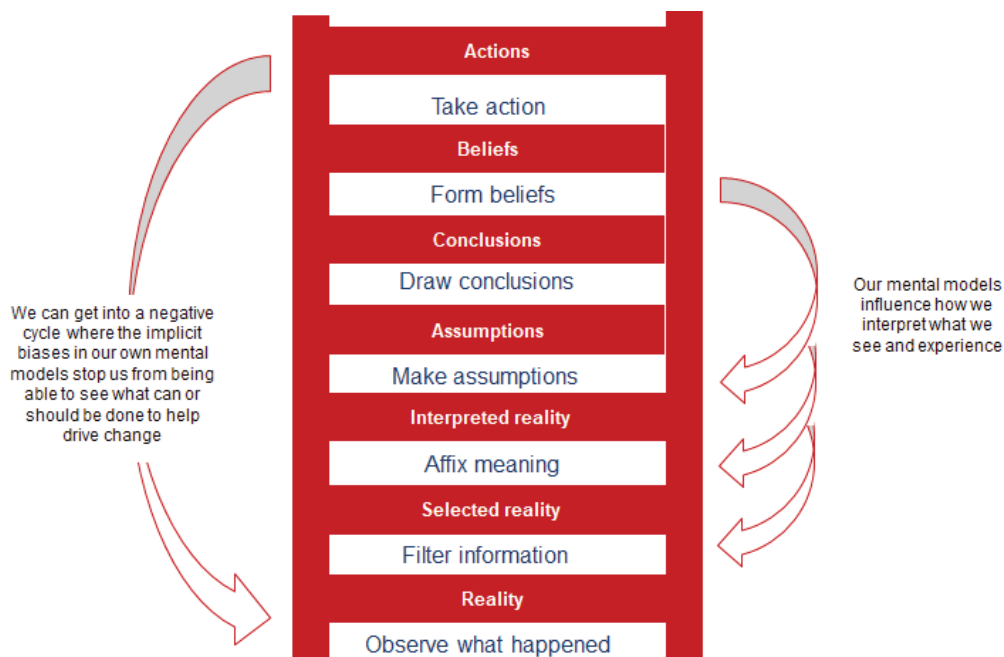 Actions
Take action
Beliefs
Form beliefs
Conclusions
Draw conclusions
Assumptions
Make assumptions
Interpreted reality
Affix meaning
Selected reality
Filter information
Reality
Observe what happened
We can get into a negative
cycle where the implicit
biases in our own mental
models stop us from being
able to see what can or
should be done to help
drive change
Our mental models
influence how we
interpret what we
see and experience